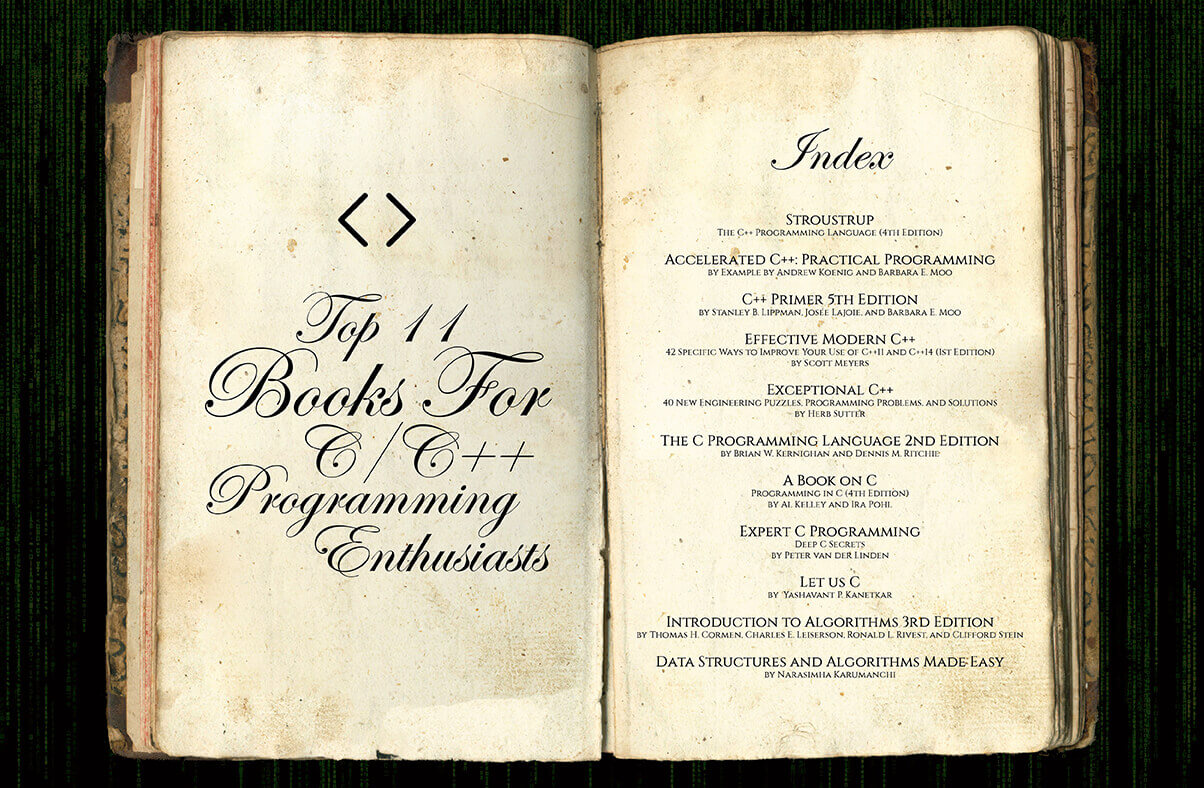 <>
Top 11
Books For
C/C++
Programming
Enthusiasts
Index
Stroustrup
The C++ Programming Language (4th Edition)
Accelerated C++: Practical Programming
by Example by Andrew Koenig and Barbara E. Moo
C++ Primer 5th Edition
by Stanley B. Lippman, Josée Lajoie, and Barbara E. Moo
Effective Modern C++
42 Specific Ways to Improve Your Use of C++11 and C++14 (1st Edition)
by Scott Meyers
Exceptional C++
40 New Engineering Puzzles, Programming Problems, and Solutions
by Herb Sutter
The C Programming Language 2nd Edition
by Brian W. Kernighan and Dennis M. Ritchie
A Book on C
Programming in C (4th Edition)
by Al Kelley and Ira Pohl
Expert C Programming
Deep C Secrets
by Peter van der Linden
Let us C
by Yashavant P. Kanetkar
Introduction to Algorithms 3rd Edition
by Thomas H. Cormen, Charles E. Leiserson, Ronald L. Rivest, and Clifford Stein
Data Structures and Algorithms Made Easy
by Narasimha Karumanchi